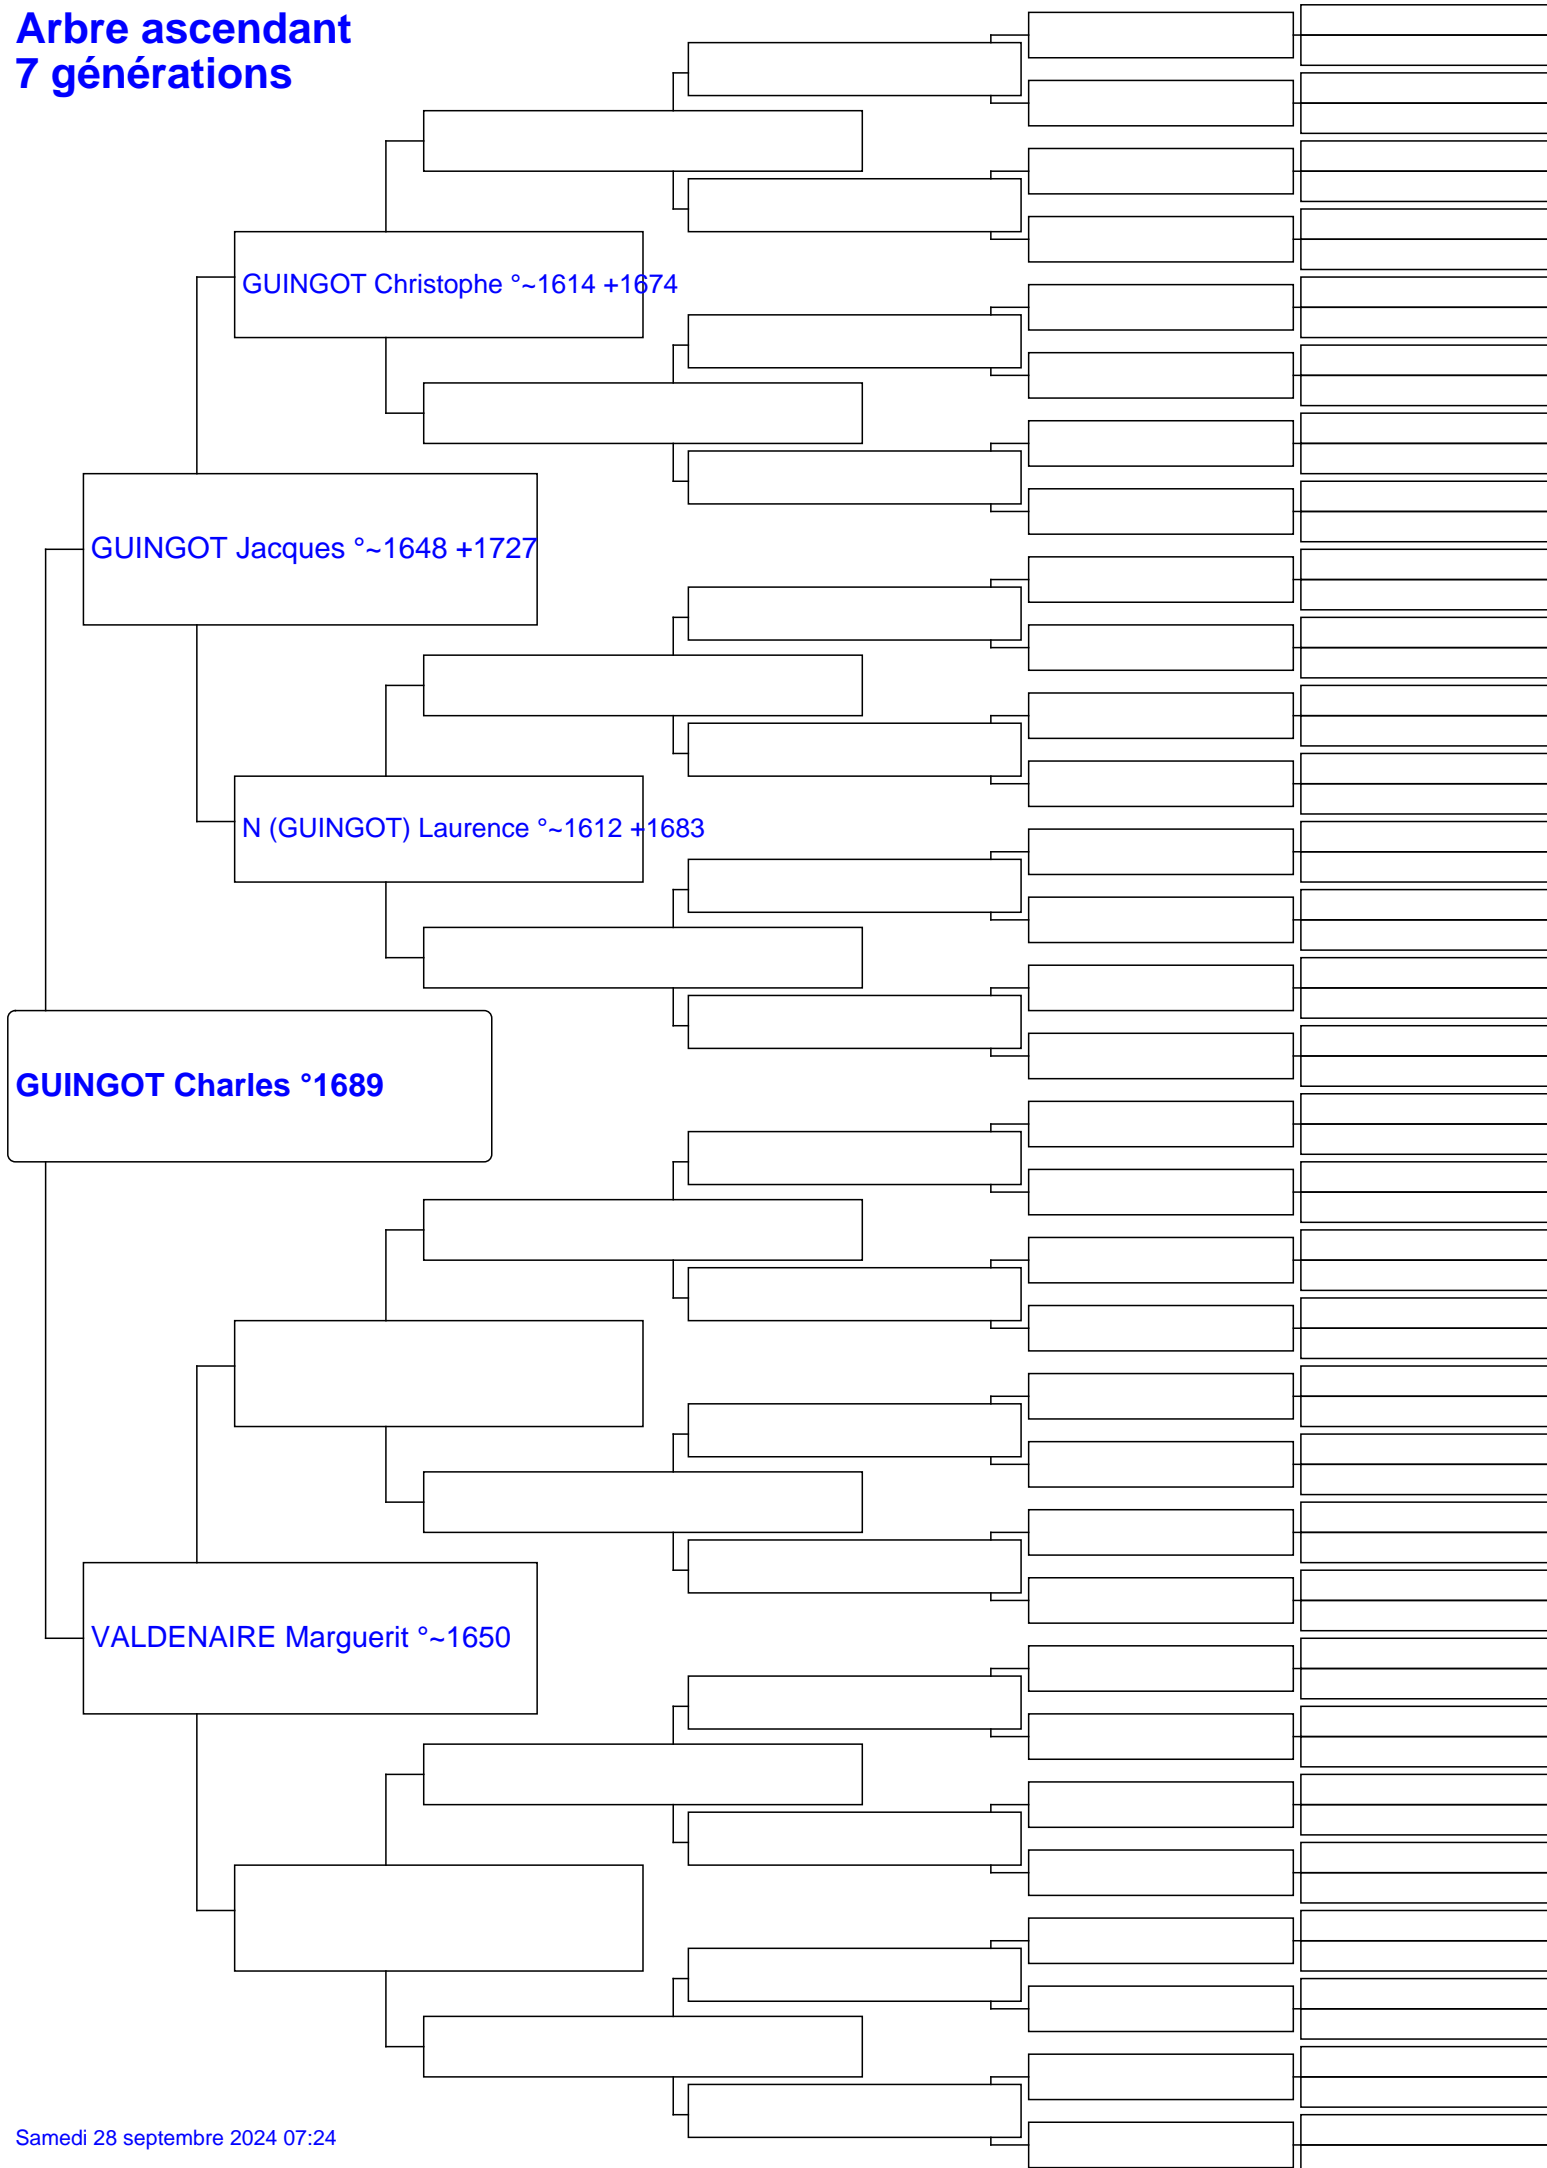 Arbre ascendant
7 générations
GUINGOT Christophe °~1614 +1674
GUINGOT Jacques °~1648 +1727
N (GUINGOT) Laurence °~1612 +1683
GUINGOT Charles °1689
VALDENAIRE Marguerit °~1650
Samedi 28 septembre 2024 07:24